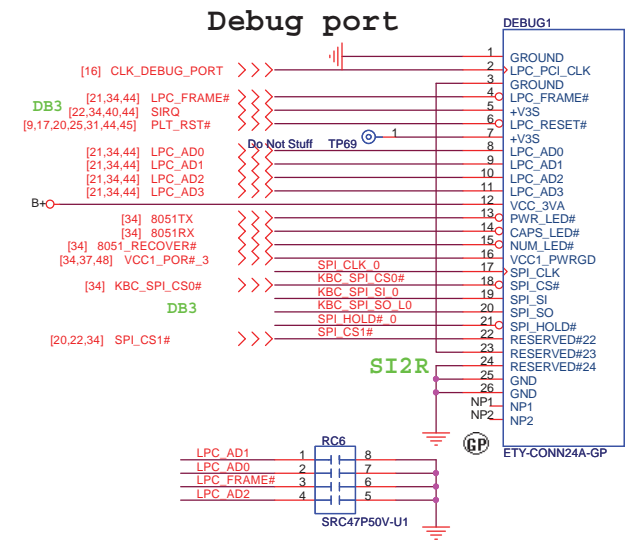 Debug port
DEBUG1
1 GROUND
[16] CLK_DEBUG_PORT 2 LPC_PCI_CLK
3 GROUND
[21,34,44] LPC_FRAME# 4 LPC_FRAME#
DB3 [22,34,40,44] SIRQ 5 +V3S
[9,17,20,25,31,44,45] PLT_RST# 6 LPC_RESET#
Do Not Stuff TP69 1 7 +V3S
[21,34,44] LPC_AD0 8 LPC_AD0
[21,34,44] LPC_AD1 9 LPC_AD1
[21,34,44] LPC_AD2 10 LPC_AD2
[21,34,44] LPC_AD3 11 LPC_AD3
B+ 12 VCC_3VA
[34] 8051TX 13 PWR_LED#
[34] 8051RX 14 CAPS_LED#
[34] 8051_RECOVER# 15 NUM_LED#
[34,37,48] VCC1_POR#_3 16 VCC1_PWRGD
SPI_CLK_0 17 SPI_CLK
[34] KBC_SPI_CS0# KBC_SPI_CS0# 18 SPI_CS#
KBC_SPI_SI_0 19 SPI_SI
DB3 KBC_SPI_SO_L0 20 SPI_SO
SPI_HOLD#_0 21 SPI_HOLD#
[20,22,34] SPI_CS1# SPI_CS1# 22 RESERVED#22
23 RESERVED#23
SI2R 24 RESERVED#24
25 GND
26 GND
NP1 NP1
NP2 NP2
GP
ETY-CONN24A-GP
RC6
LPC_AD1 1 8
LPC_AD0 2 7
LPC_FRAME# 3 6
LPC_AD2 4 5
SRC47P50V-U1